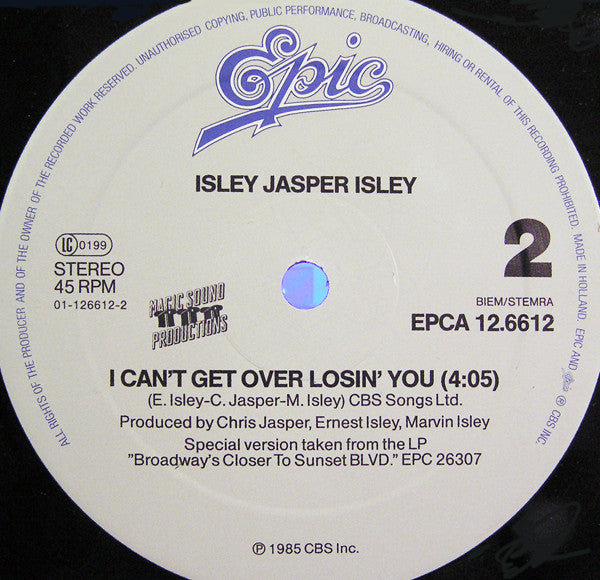 ALL RIGHTS OF THE PRODUCER AND OF THE OWNER OF THE RECORDED WORK RESERVED. UNAUTHORISED COPYING, PUBLIC PERFORMANCE, BROADCASTING, HIRING OR RENTAL OF THIS RECORDING PROHIBITED. MADE IN HOLLAND. EPIC AND Epic ® CBS INC.
Epic
ISLEY JASPER ISLEY
LC 0199
STEREO
45 RPM
01-126612-2
2
BIEM/STEMRA
EPCA 12.6612
MAGIC SOUND
PRODUCTIONS
I CAN'T GET OVER LOSIN' YOU (4:05)
(E. Isley-C. Jasper-M. Isley) CBS Songs Ltd.
Produced by Chris Jasper, Ernest Isley, Marvin Isley
Special version taken from the LP
"Broadway's Closer To Sunset BLVD." EPC 26307
℗ 1985 CBS Inc.